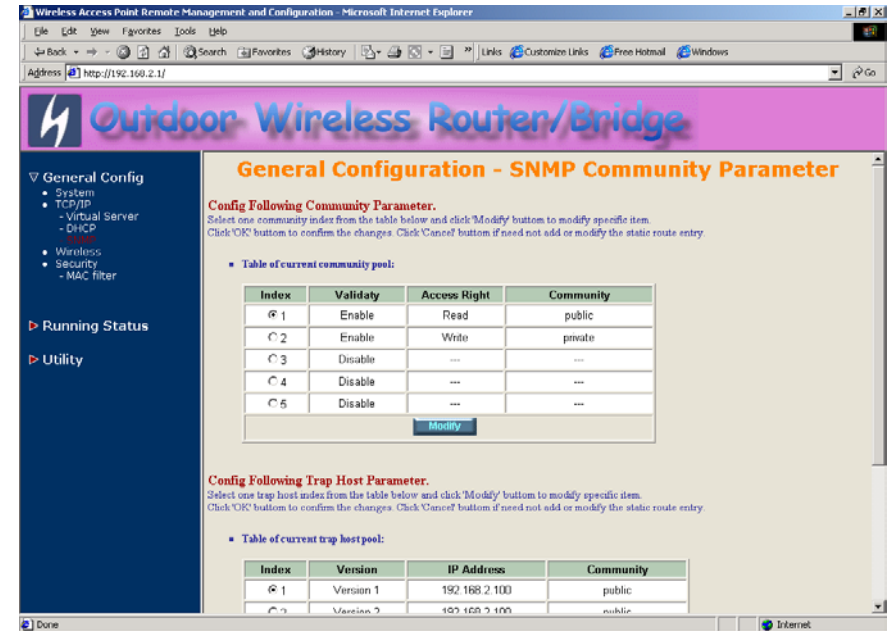 Wireless Access Point Remote Management and Configuration - Microsoft Internet Explorer
File Edit View Favorites Tools Help
Back Search Favorites History » Links Customize Links Free Hotmail Windows
Address http://192.168.2.1/ Go
Outdoor Wireless Router/Bridge
General Config
System
TCP/IP
- Virtual Server
- DHCP
Wireless
Security
- MAC filter
Running Status
Utility
General Configuration - SNMP Community Parameter
Config Following Community Parameter.
Select one community index from the table below and click 'Modify' buttom to modify specific item.
Click 'OK' buttom to confirm the changes. Click 'Cancel' buttom if need not add or modify the static route entry.
Table of current community pool:
Index Validaty Access Right Community
1 Enable Read public
2 Enable Write private
3 Disable --- ---
4 Disable --- ---
5 Disable --- ---
Modify
Config Following Trap Host Parameter.
Select one trap host index from the table below and click 'Modify' buttom to modify specific item.
Click 'OK' buttom to confirm the changes. Click 'Cancel' buttom if need not add or modify the static route entry.
Table of current trap host pool:
Index Version IP Address Community
1 Version 1 192.168.2.100 public
2 Version 2 192.168.2.100 public
Done Internet